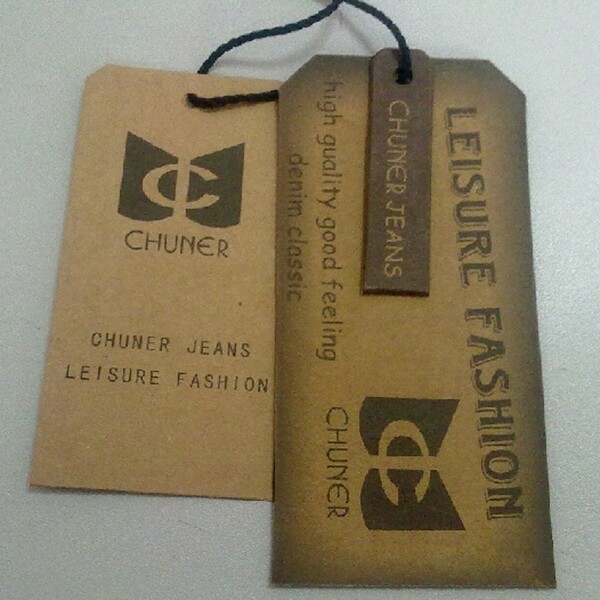 CHUNER
CHUNER JEANS
LEISURE FASHION
LEISURE FASHION
CHUNER JEANS
high quality good feeling
denim classic
CHUNER